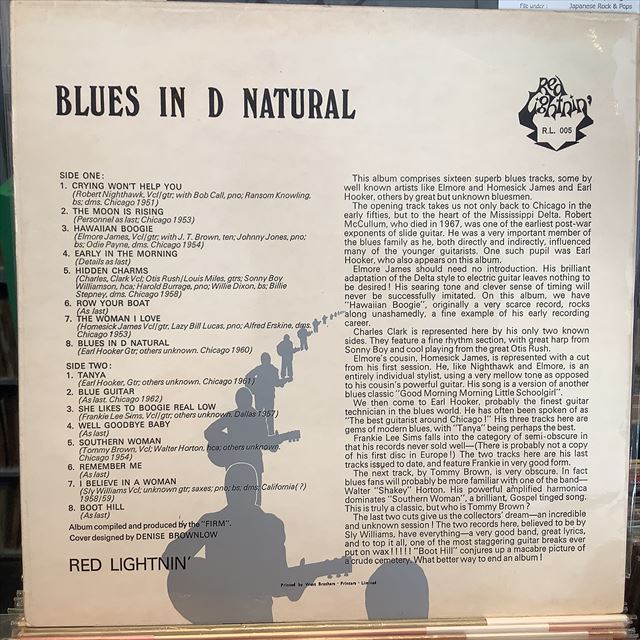 File under : Japanese Rock & Pops
BLUES IN D NATURAL
Red Lightnin'
R.L. 005
SIDE ONE:
1. CRYING WON'T HELP YOU
(Robert Nighthawk, Vcl/gtr; with Bob Call, pno; Ransom Knowling,
bs; dms. Chicago 1951)
2. THE MOON IS RISING
(Personnel as last; Chicago 1953)
3. HAWAIIAN BOOGIE
(Elmore James, Vcl/gtr; with J. T. Brown, ten; Johnny Jones, pno;
bs; Odie Payne, dms. Chicago 1954)
4. EARLY IN THE MORNING
(Details as last)
5. HIDDEN CHARMS
(Charles, Clark Vcl; Otis Rush/Louis Miles, gtrs; Sonny Boy
Williamson, hca; Harold Burrage, pno; Willie Dixon, bs; Billie
Stepney, dms. Chicago 1958)
6. ROW YOUR BOAT
(As last)
7. THE WOMAN I LOVE
(Homesick James Vcl/gtr, Lazy Bill Lucas, pno; Alfred Erskine, dms.
Chicago 1953)
8. BLUES IN D NATURAL
(Earl Hooker Gtr; others unknown. Chicago 1960)
SIDE TWO:
1. TANYA
(Earl Hooker, Gtr; others unknown. Chicago 1961)
2. BLUE GUITAR
(As last. Chicago 1962)
3. SHE LIKES TO BOOGIE REAL LOW
(Frankie Lee Sims, Vcl/gtr; others unknown. Dallas 1957)
4. WELL GOODBYE BABY
(As last)
5. SOUTHERN WOMAN
(Tommy Brown, Vcl; Walter Horton, hca; others unknown.
Chicago 1954)
6. REMEMBER ME
(As last)
7. I BELIEVE IN A WOMAN
(Sly Williams Vcl; unknown gtr; saxes; pno; bs; dms; California(?)
1958/59)
8. BOOT HILL
(As last)
Album compiled and produced by the "FIRM".
Cover designed by DENISE BROWNLOW
RED LIGHTNIN'
This album comprises sixteen superb blues tracks, some by
well known artists like Elmore and Homesick James and Earl
Hooker, others by great but unknown bluesmen.
The opening track takes us not only back to Chicago in the
early fifties, but to the heart of the Mississippi Delta. Robert
McCullum, who died in 1967, was one of the earliest post-war
exponents of slide guitar. He was a very important member of
the blues family as he, both directly and indirectly, influenced
many of the younger guitarists. One such pupil was Earl
Hooker, who also appears on this album.
Elmore James should need no introduction. His brilliant
adaptation of the Delta style to electric guitar leaves nothing to
be desired! His searing tone and clever sense of timing will
never be successfully imitated. On this album, we have
"Hawaiian Boogie", originally a very scarce record, rocks
along unashamedly, a fine example of his early recording
career.
Charles Clark is represented here by his only two known
sides. They feature a fine rhythm section, with great harp from
Sonny Boy and cool playing from the great Otis Rush.
Elmore's cousin, Homesick James, is represented with a cut
from his first session. He, like Nighthawk and Elmore, is an
entirely individual stylist, using a very mellow tone as opposed
to his cousin's powerful guitar. His song is a version of another
blues classic "Good Morning Little Schoolgirl".
We then come to Earl Hooker, probably the finest guitar
technician in the blues world. He has often been spoken of as
"The best guitarist around Chicago!" His three tracks here are
gems of modern blues, with "Tanya" being perhaps the best.
Frankie Lee Sims falls into the category of semi-obscure in
that his records never sold well—(There is probably not a copy
of his first disc in Europe!) The two tracks here are his last
tracks issued to date, and feature Frankie in very good form.
The next track, by Tommy Brown, is very obscure. In fact
blues fans will probably be more familiar with one of the band—
Walter "Shakey" Horton. His powerful amplified harmonica
dominates "Southern Woman", a brilliant, Gospel tinged song.
This is truly a classic, but who is Tommy Brown?
The last two cuts give us the collectors' dream—an incredible
and unknown session! The two records here, believed to be by
Sly Williams, have everything—a very good band, great lyrics,
and to top it all, one of the most staggering guitar breaks ever
put on wax!!!!! "Boot Hill" conjures up a macabre picture of
a crude cemetery. What better way to end an album!
Printed by West Brothers · Printers · Limited